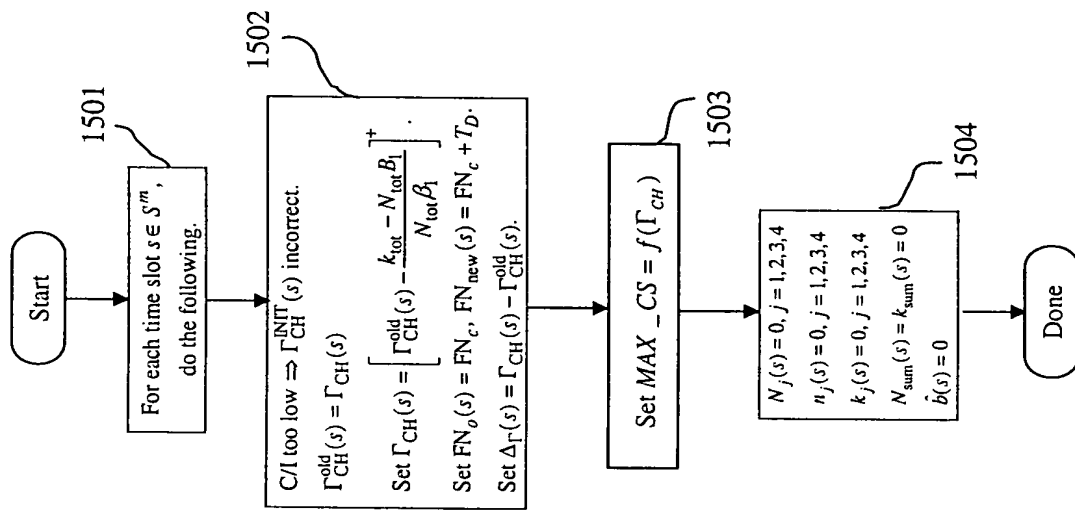 Start
1501
For each time slot s ∈ S^m,
do the following.
1502
C/I too low ⇒ Γ_CH^INIT(s) incorrect.
Γ_CH^old(s) = Γ_CH(s)
Set Γ_CH(s) = [Γ_CH^old(s) - (k_tot - N_tot B_1)/(N_tot β_1)]^+.
Set FN_o(s) = FN_c, FN_new(s) = FN_c + T_D.
Set Δ_Γ(s) = Γ_CH(s) - Γ_CH^old(s).
1503
Set MAX_CS = f(Γ_CH)
1504
N_j(s) = 0, j = 1,2,3,4
n_j(s) = 0, j = 1,2,3,4
k_j(s) = 0, j = 1,2,3,4
N_sum(s) = k_sum(s) = 0
b̂(s) = 0
Done